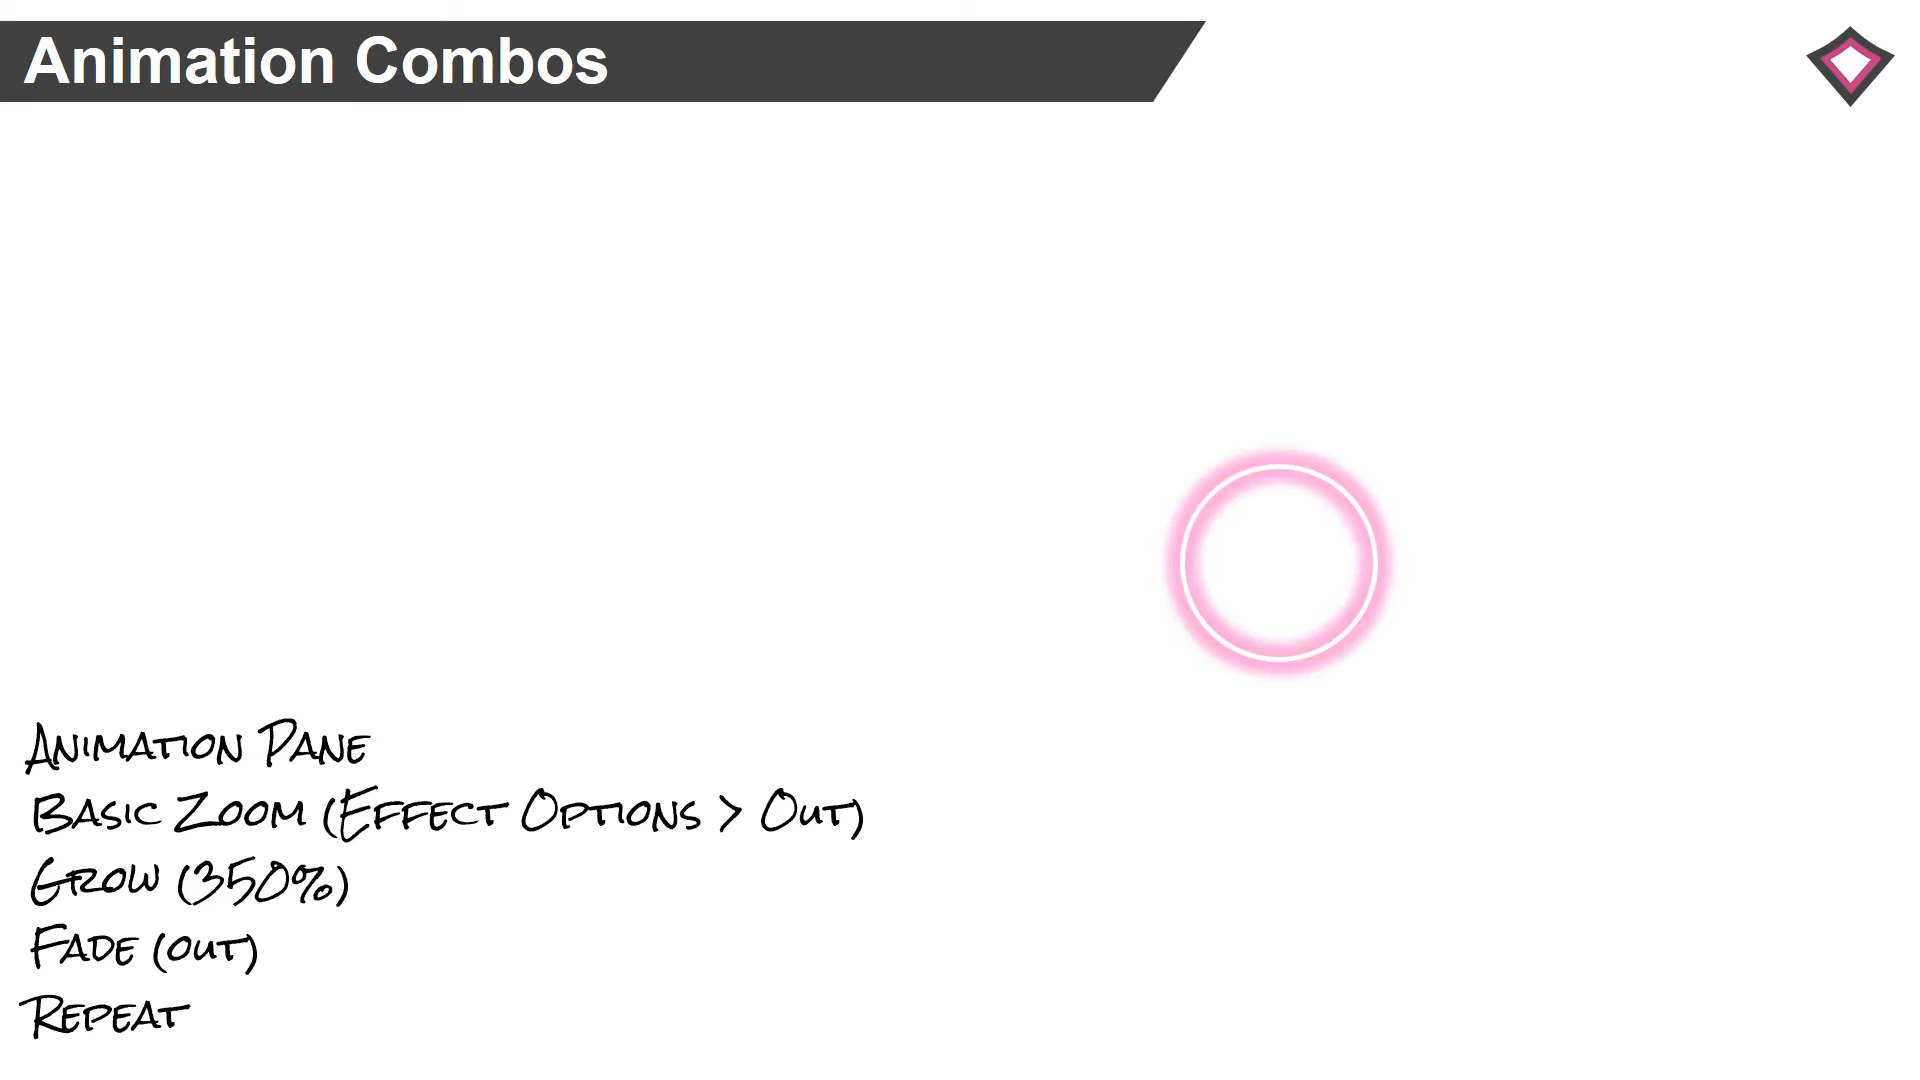 Animation Combos
Animation Pane
Basic Zoom (Effect Options > Out)
Grow (350%)
Fade (out)
Repeat